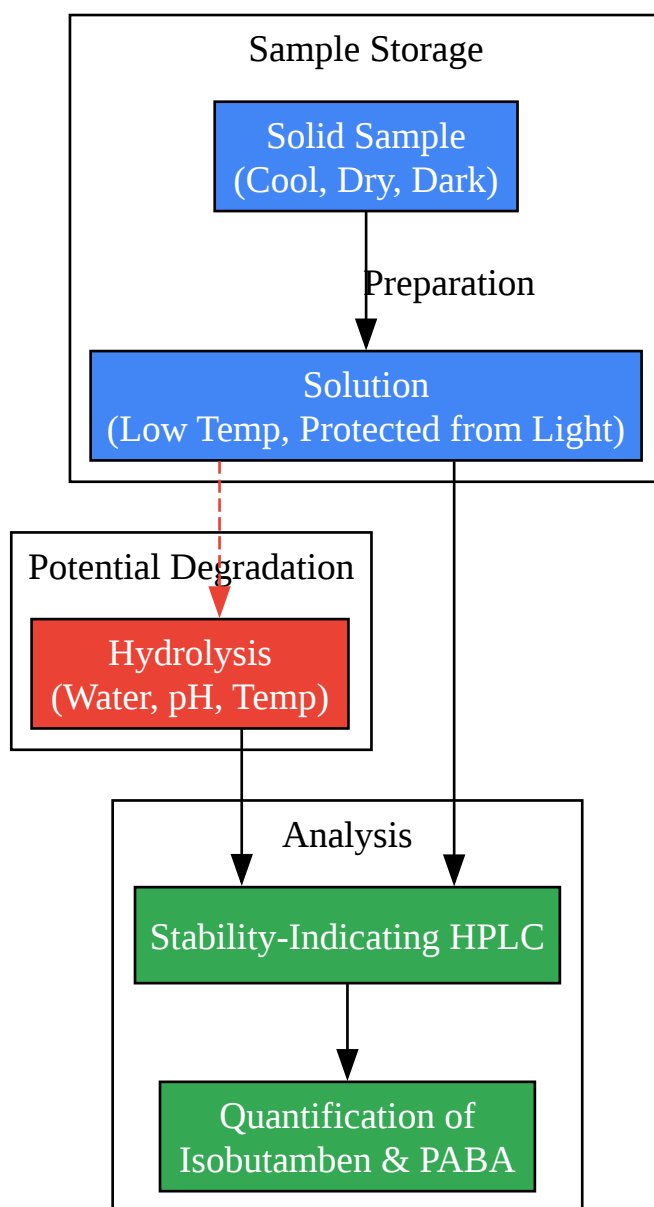 Sample Storage
Solid Sample
(Cool, Dry, Dark)
Preparation
Solution
(Low Temp, Protected from Light)
Potential Degradation
Hydrolysis
(Water, pH, Temp)
Analysis
Stability-Indicating HPLC
Quantification of
Isobutamben & PABA